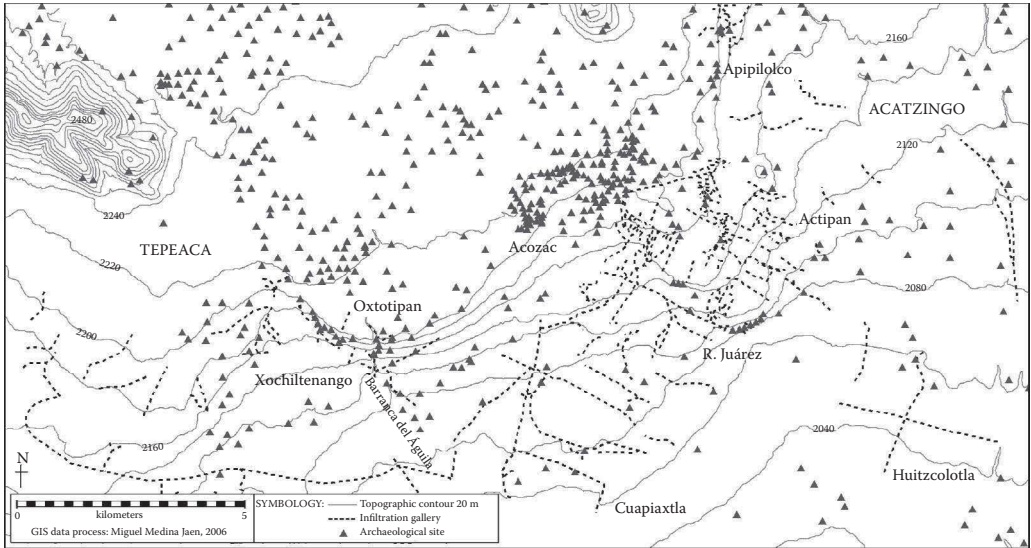 2160
Apipilolco
ACATZINGO
2480
2120
2240
Actipan
TEPEACA
Acozac
2220
2080
Oxtotipan
2200
R. Juárez
Xochiltenango
Barranca del Águila
2040
2160
N
Huitzcolotla
Cuapiaxtla
0 5
kilometers
GIS data process: Miguel Medina Jaen, 2006
SYMBOLOGY: Topographic contour 20 m
Infiltration gallery
Archaeological site